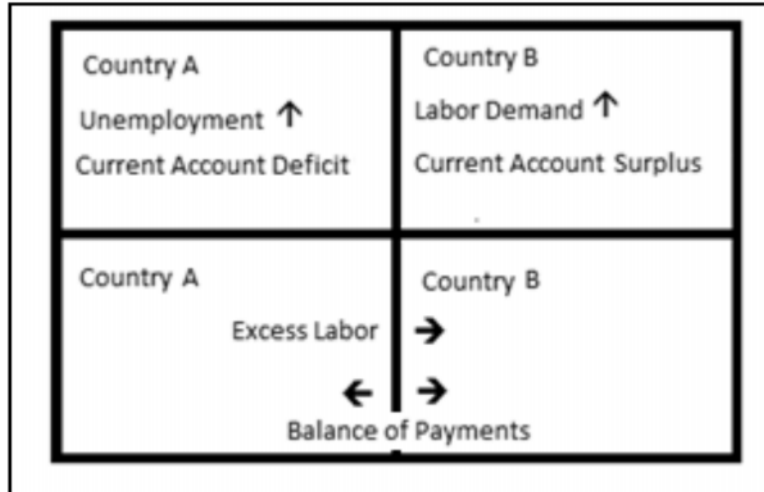 Country A
Unemployment ↑
Current Account Deficit
Country B
Labor Demand ↑
Current Account Surplus
Country A
Country B
Excess Labor →
← →
Balance of Payments